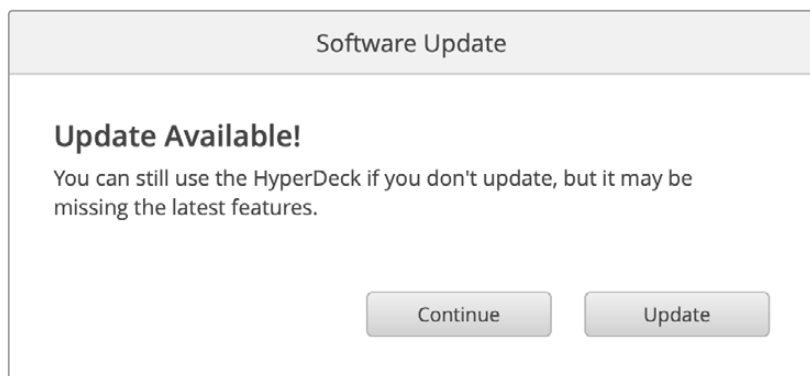 Software Update
Update Available!
You can still use the HyperDeck if you don't update, but it may be
missing the latest features.
Continue Update